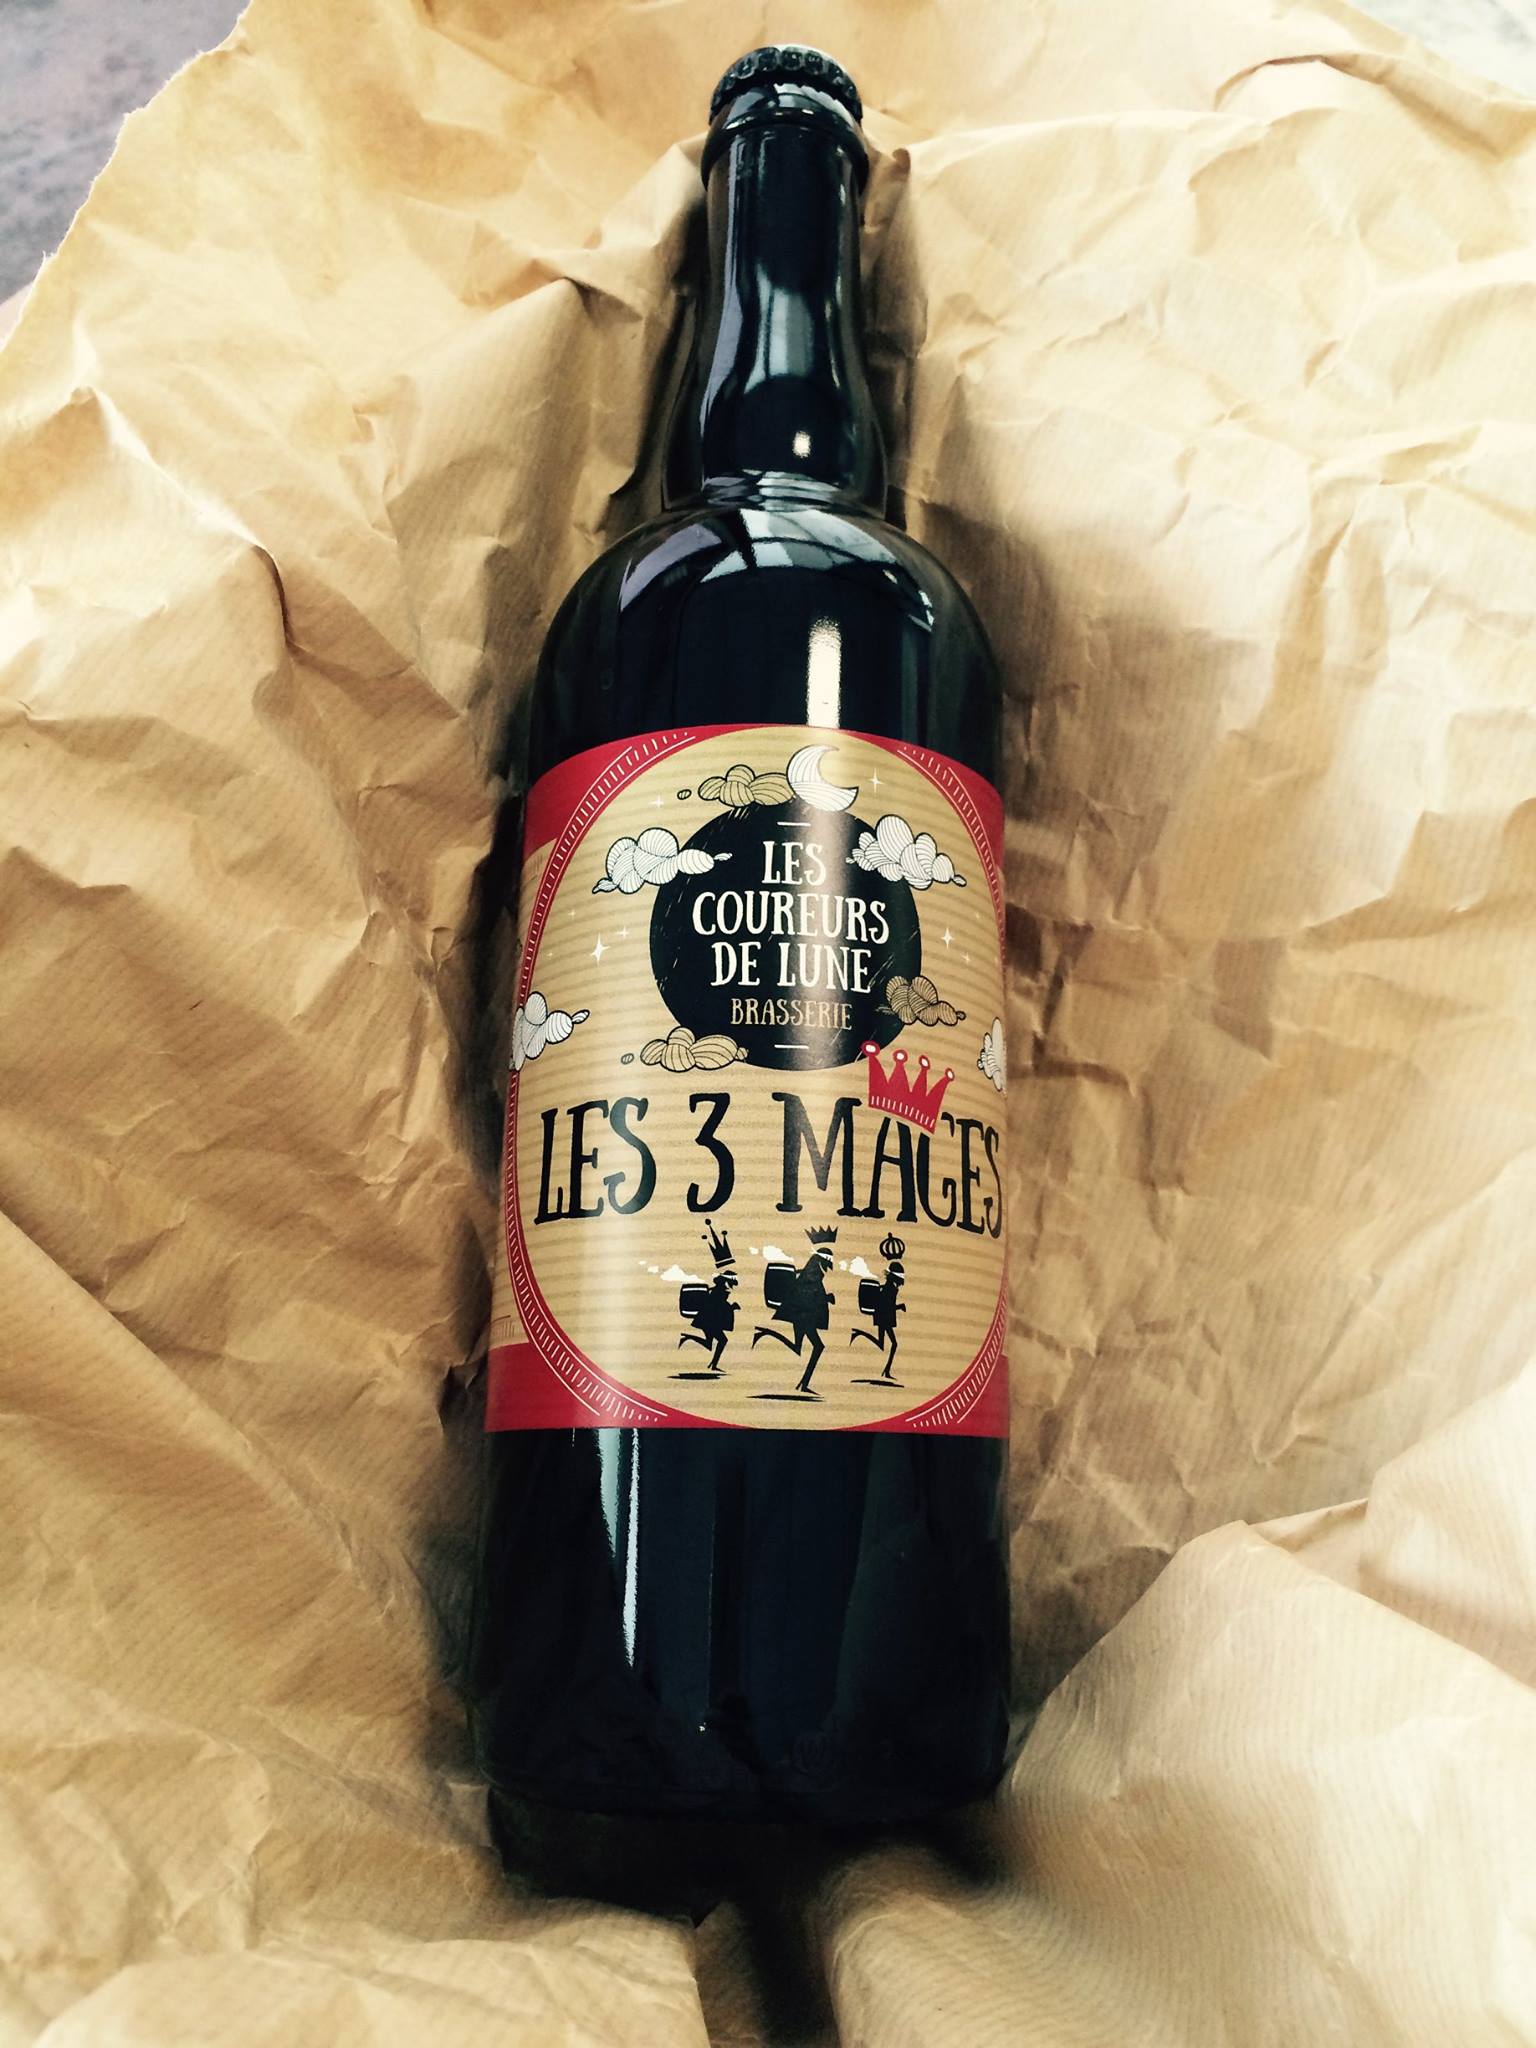 LES
COUREURS
DE LUNE
BRASSERIE
LES 3 MAGES